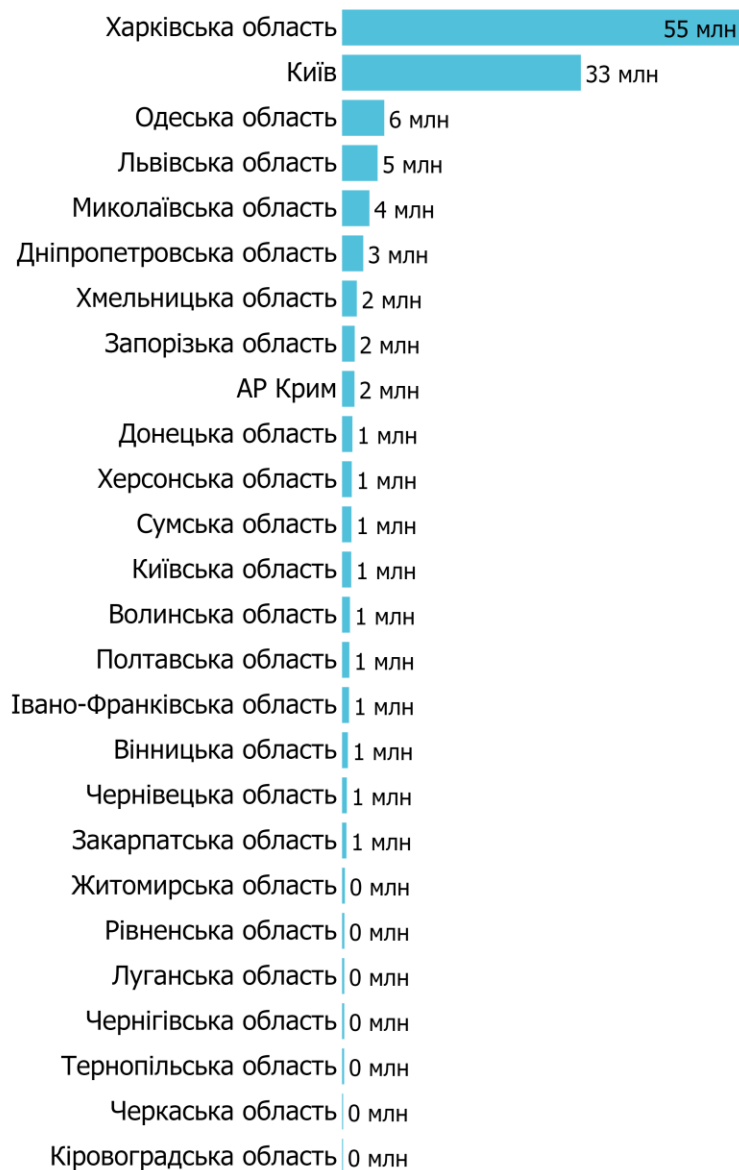 Харківська область 55 млн
Київ 33 млн
Одеська область 6 млн
Львівська область 5 млн
Миколаївська область 4 млн
Дніпропетровська область 3 млн
Хмельницька область 2 млн
Запорізька область 2 млн
АР Крим 2 млн
Донецька область 1 млн
Херсонська область 1 млн
Сумська область 1 млн
Київська область 1 млн
Волинська область 1 млн
Полтавська область 1 млн
Івано-Франківська область 1 млн
Вінницька область 1 млн
Чернівецька область 1 млн
Закарпатська область 1 млн
Житомирська область 0 млн
Рівненська область 0 млн
Луганська область 0 млн
Чернігівська область 0 млн
Тернопільська область 0 млн
Черкаська область 0 млн
Кіровоградська область 0 млн